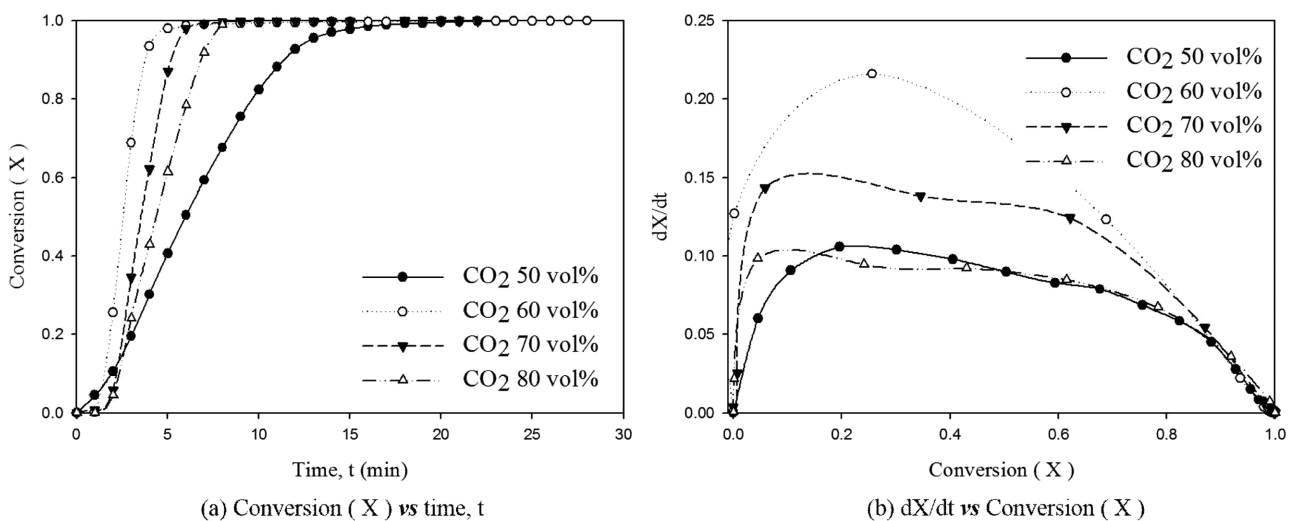 1.0
0.8
0.6
0.4
0.2
0.0
Conversion ( X )
0 5 10 15 20 25 30
Time, t (min)
CO2 50 vol%
CO2 60 vol%
CO2 70 vol%
CO2 80 vol%
(a) Conversion ( X ) vs time, t
0.25
0.20
0.15
0.10
0.05
0.00
dX/dt
0.0 0.2 0.4 0.6 0.8 1.0
Conversion ( X )
CO2 50 vol%
CO2 60 vol%
CO2 70 vol%
CO2 80 vol%
(b) dX/dt vs Conversion ( X )